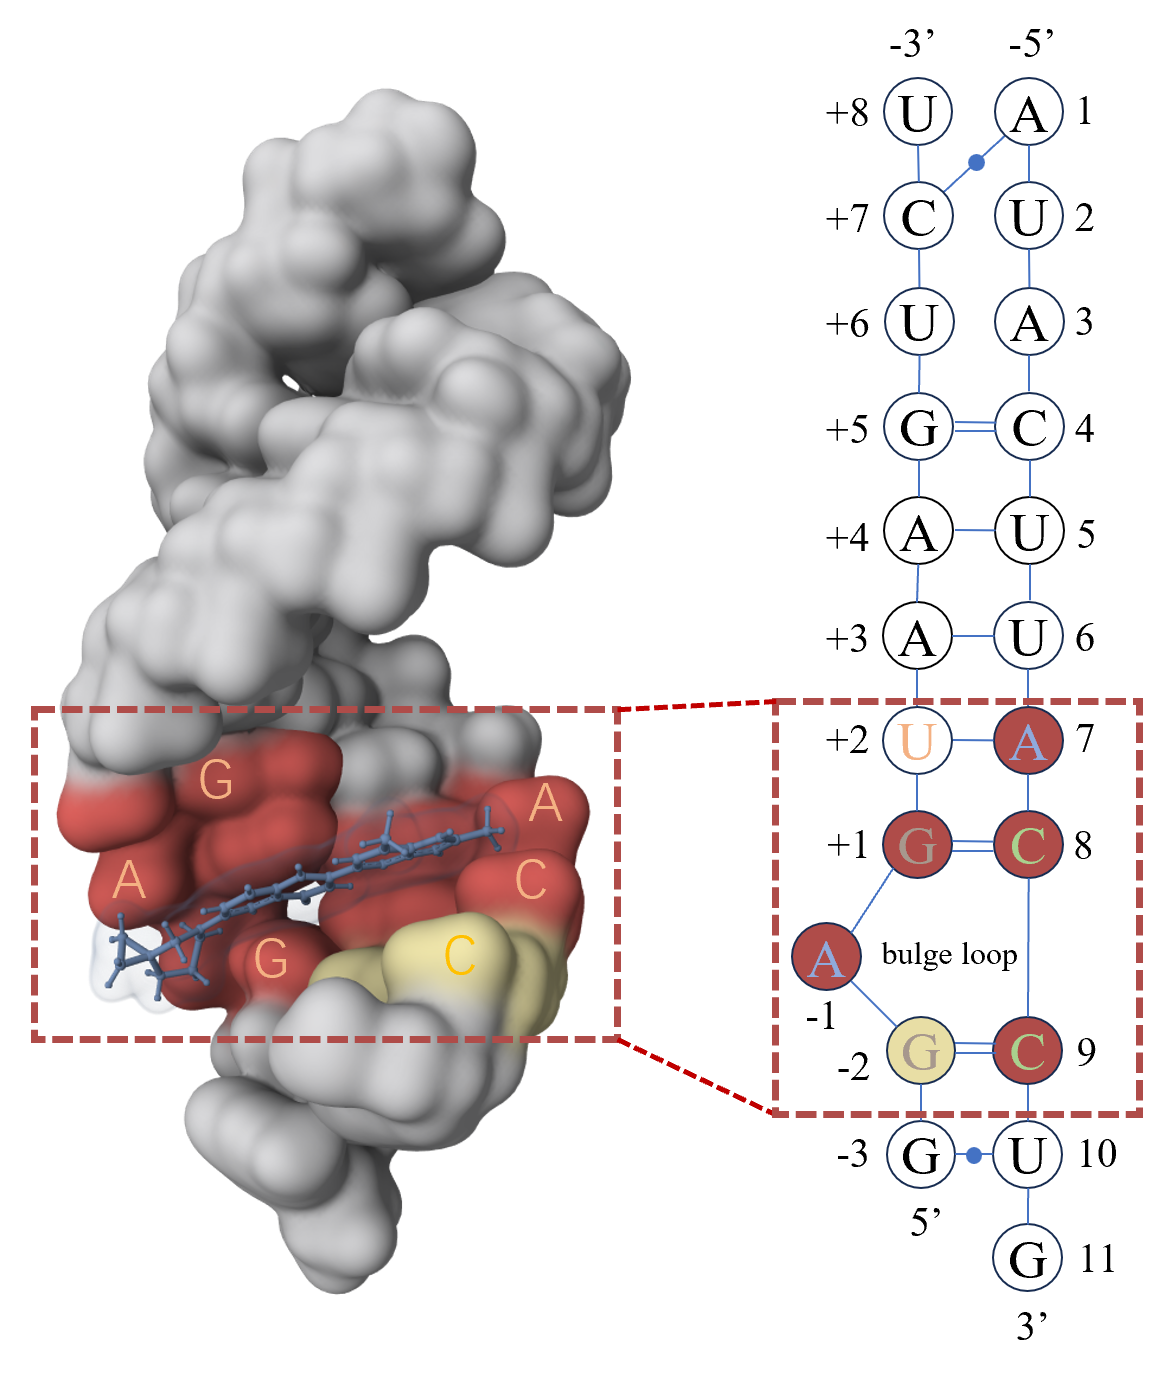 -3’ -5’
+8 U A 1
+7 C U 2
+6 U A 3
+5 G C 4
+4 A U 5
+3 A U 6
+2 U A 7
G
A
+1 G C 8
A
C
A bulge loop
C
G
-1
-2 G C 9
-3 G U 10
5’
G 11
3’